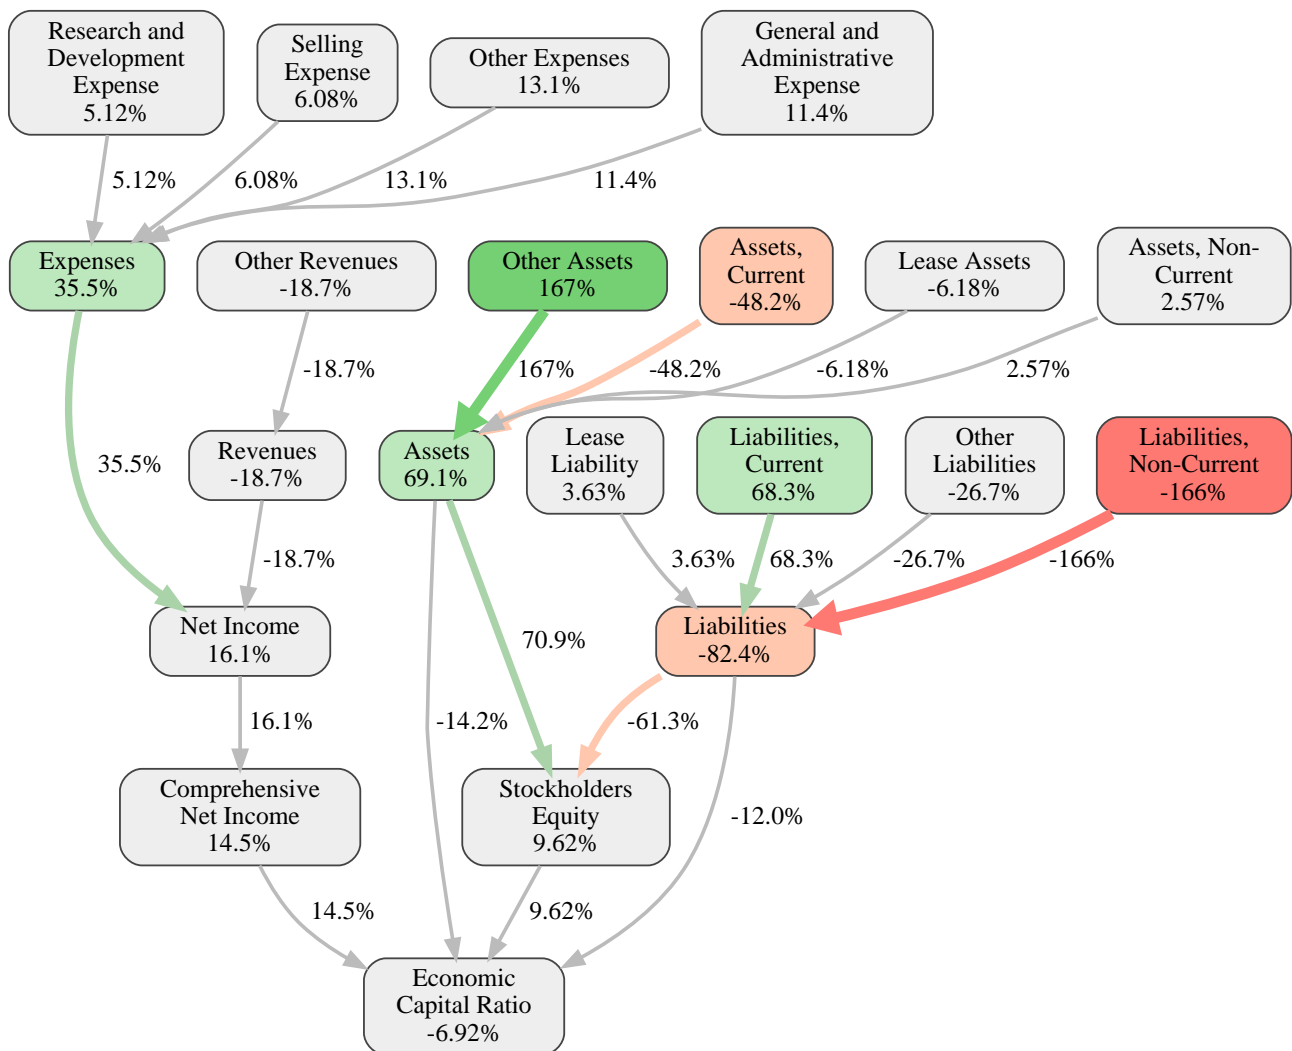 Research and
Development
Expense
5.12%
Selling
Expense
6.08%
Other Expenses
13.1%
General and
Administrative
Expense
11.4%
5.12%
6.08%
13.1%
11.4%
Expenses
35.5%
Other Revenues
-18.7%
Other Assets
167%
Assets,
Current
-48.2%
Lease Assets
-6.18%
Assets, Non-
Current
2.57%
-18.7%
167%
-48.2%
-6.18%
2.57%
35.5%
Revenues
-18.7%
Assets
69.1%
Lease
Liability
3.63%
Liabilities,
Current
68.3%
Other
Liabilities
-26.7%
Liabilities,
Non-Current
-166%
-18.7%
3.63%
68.3%
-26.7%
-166%
Net Income
16.1%
70.9%
Liabilities
-82.4%
16.1%
-14.2%
-61.3%
Comprehensive
Net Income
14.5%
Stockholders
Equity
9.62%
-12.0%
14.5%
9.62%
Economic
Capital Ratio
-6.92%